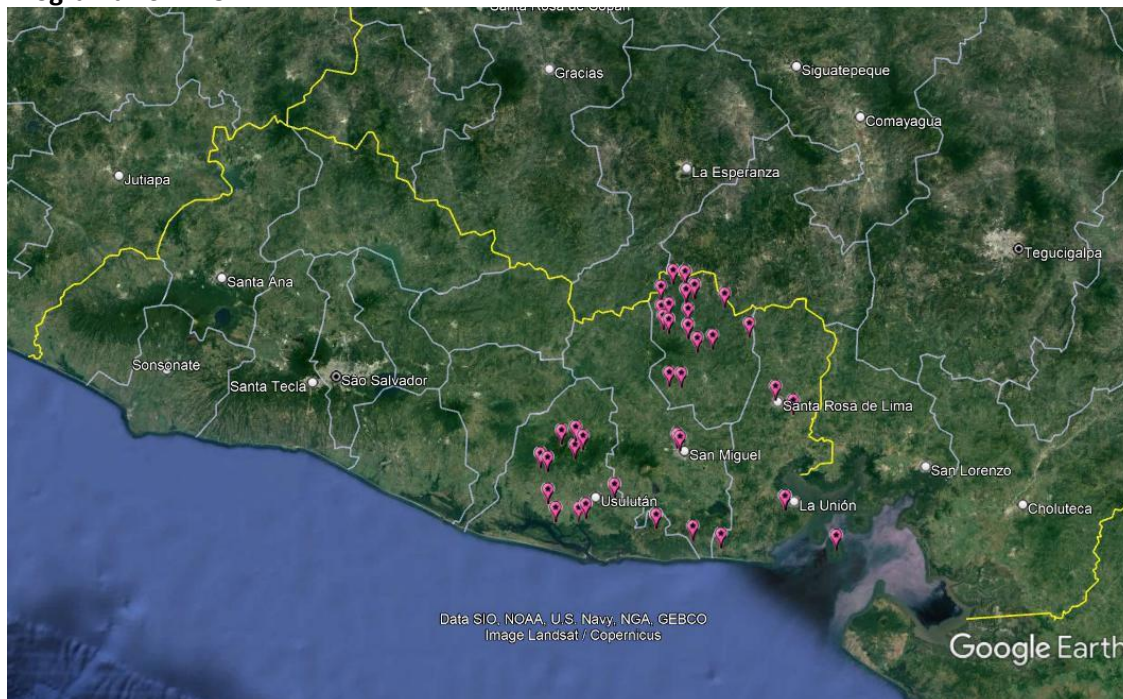 Santa Rosa de Copán
Gracias
Siguatepeque
Comayagua
La Esperanza
Jutiapa
Tegucigalpa
Santa Ana
Sonsonate
Santa Tecla
São Salvador
Santa Rosa de Lima
San Miguel
San Lorenzo
Usulután
La Unión
Choluteca
Data SIO, NOAA, U.S. Navy, NGA, GEBCO
Image Landsat / Copernicus
Google Earth